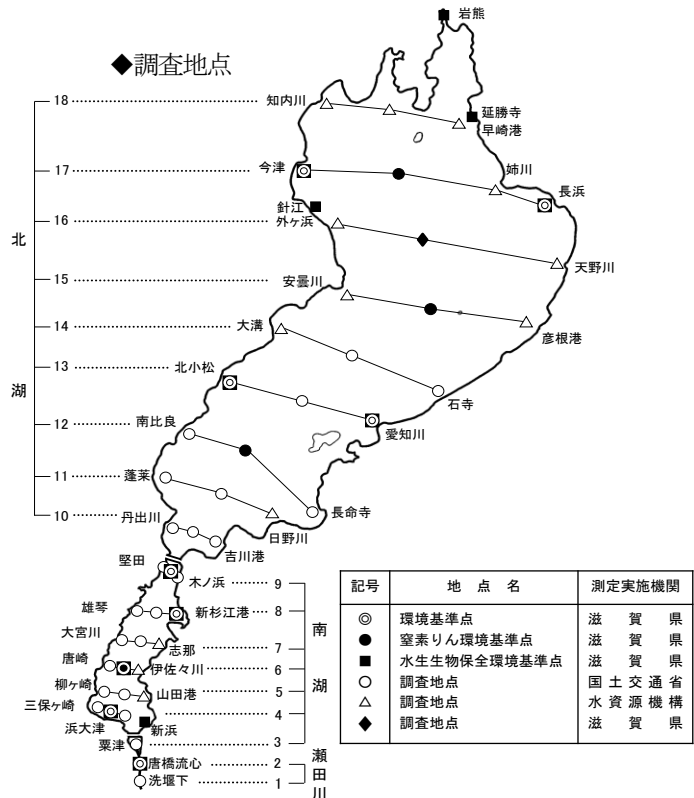 岩熊
◆調査地点
18 知内川
延勝寺
早崎港
17 今津
姉川
長浜
針江
16 外ヶ浜
北
天野川
15 安曇川
14 大溝
彦根港
13 北小松
湖
石寺
12 南比良
愛知川
11 蓬莱
10 丹出川
長命寺
日野川
吉川港
堅田
木ノ浜 9
雄琴
新杉江港 8
南
大宮川
志那 7
唐崎
伊佐々川 6
湖
柳ヶ崎
山田港 5
三保ヶ崎
4
浜大津
新浜
粟津 3
瀬田川
唐橋流心 2
洗堰下 1
記号 地点名 測定実施機関
◎ 環境基準点 滋賀県
● 窒素りん環境基準点 滋賀県
■ 水生生物保全環境基準点 滋賀県
○ 調査地点 国土交通省
△ 調査地点 水資源機構
◆ 調査地点 滋賀県